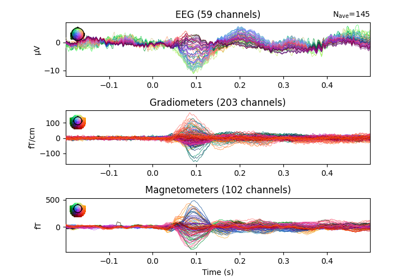 EEG (59 channels)
N_ave=145
μV
0
−10
−0.1 0.0 0.1 0.2 0.3 0.4
Gradiometers (203 channels)
fT/cm
100
0
−100
−0.1 0.0 0.1 0.2 0.3 0.4
Magnetometers (102 channels)
fT
500
0
−0.1 0.0 0.1 0.2 0.3 0.4
Time (s)